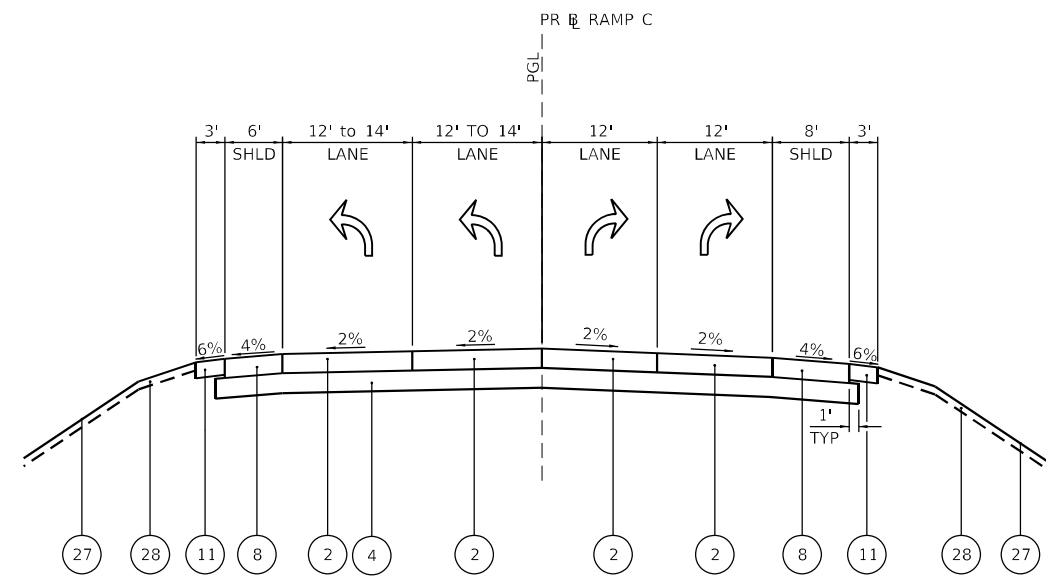 PR BL RAMP C
PGL
3' 6' 12' to 14' 12' TO 14' 12' 12' 8' 3'
SHLD LANE LANE LANE LANE SHLD
6% 4% 2% 2% 2% 2% 4% 6%
1'
TYP
27 28 11 8 2 4 2 2 2 8 11 28 27